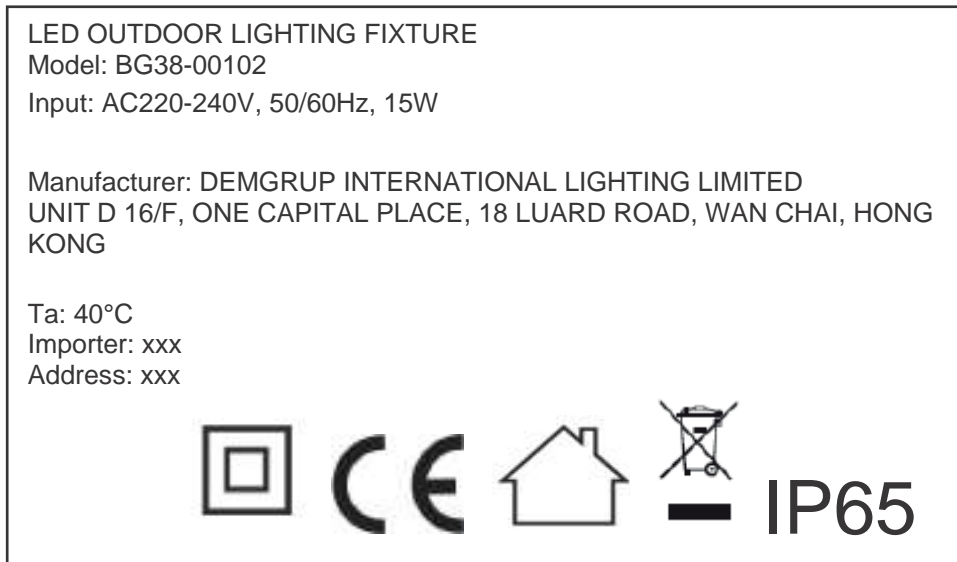 LED OUTDOOR LIGHTING FIXTURE
Model: BG38-00102
Input: AC220-240V, 50/60Hz, 15W
Manufacturer: DEMGRUP INTERNATIONAL LIGHTING LIMITED
UNIT D 16/F, ONE CAPITAL PLACE, 18 LUARD ROAD, WAN CHAI, HONG
KONG
Ta: 40°C
Importer: xxx
Address: xxx
CE
IP65